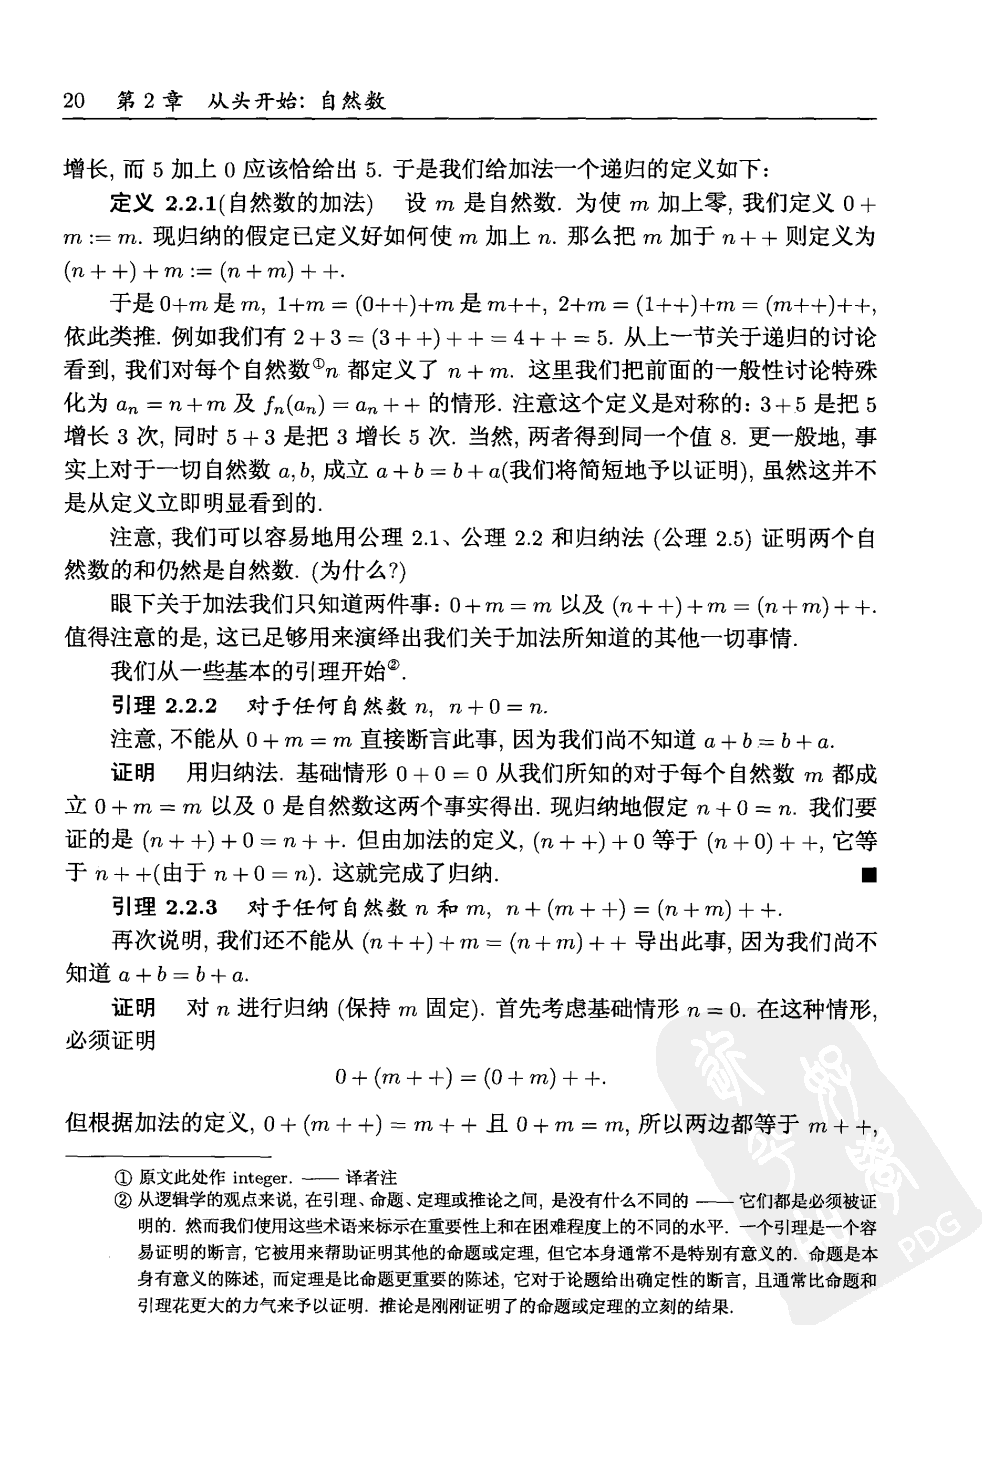 20 第 2 章 从头开始: 自然数
增长, 而 5 加上 0 应该恰给出 5. 于是我们给加法一个递归的定义如下:
定义 2.2.1(自然数的加法) 设 m 是自然数. 为使 m 加上零, 我们定义 0 +
m := m. 现归纳的假定已定义好如何使 m 加上 n. 那么把 m 加于 n + + 则定义为
(n + +) + m := (n + m) + +.
于是 0+m 是 m, 1+m = (0++)+m 是 m++, 2+m = (1++)+m = (m++)++,
依此类推. 例如我们有 2 + 3 = (3 + +) + + = 4 + + = 5. 从上一节关于递归的讨论
看到, 我们对每个自然数①n 都定义了 n + m. 这里我们把前面的一般性讨论特殊
化为 aₙ = n + m 及 fₙ(aₙ) = aₙ + + 的情形. 注意这个定义是对称的: 3 + 5 是把 5
增长 3 次, 同时 5 + 3 是把 3 增长 5 次. 当然, 两者得到同一个值 8. 更一般地, 事
实上对于一切自然数 a, b, 成立 a + b = b + a(我们将简短地予以证明), 虽然这并不
是从定义立即明显看到的.
注意, 我们可以容易地用公理 2.1、公理 2.2 和归纳法 (公理 2.5) 证明两个自
然数的和仍然是自然数. (为什么?)
眼下关于加法我们只知道两件事: 0 + m = m 以及 (n + +) + m = (n + m) + +.
值得注意的是, 这已足够用来演绎出我们关于加法所知道的其他一切事情.
我们从一些基本的引理开始②.
引理 2.2.2 对于任何自然数 n, n + 0 = n.
注意, 不能从 0 + m = m 直接断言此事, 因为我们尚不知道 a + b = b + a.
证明 用归纳法. 基础情形 0 + 0 = 0 从我们所知的对于每个自然数 m 都成
立 0 + m = m 以及 0 是自然数这两个事实得出. 现归纳地假定 n + 0 = n. 我们要
证的是 (n + +) + 0 = n + +. 但由加法的定义, (n + +) + 0 等于 (n + 0) + +, 它等
于 n + +(由于 n + 0 = n). 这就完成了归纳. ■
引理 2.2.3 对于任何自然数 n 和 m, n + (m + +) = (n + m) + +.
再次说明, 我们还不能从 (n + +) + m = (n + m) + + 导出此事, 因为我们尚不
知道 a + b = b + a.
证明 对 n 进行归纳 (保持 m 固定). 首先考虑基础情形 n = 0. 在这种情形,
必须证明
0 + (m + +) = (0 + m) + +.
但根据加法的定义, 0 + (m + +) = m + + 且 0 + m = m, 所以两边都等于 m + +,
① 原文此处作 integer. —— 译者注
② 从逻辑学的观点来说, 在引理、命题、定理或推论之间, 是没有什么不同的 —— 它们都是必须被证
明的. 然而我们使用这些术语来标示在重要性上和在困难程度上的不同的水平. 一个引理是一个容
易证明的断言, 它被用来帮助证明其他的命题或定理, 但它本身通常不是特别有意义的. 命题是本
身有意义的陈述, 而定理是比命题更重要的陈述, 它对于论题给出确定性的断言, 且通常比命题和
引理花更大的力气来予以证明. 推论是刚刚证明了的命题或定理的立刻的结果.
PDG